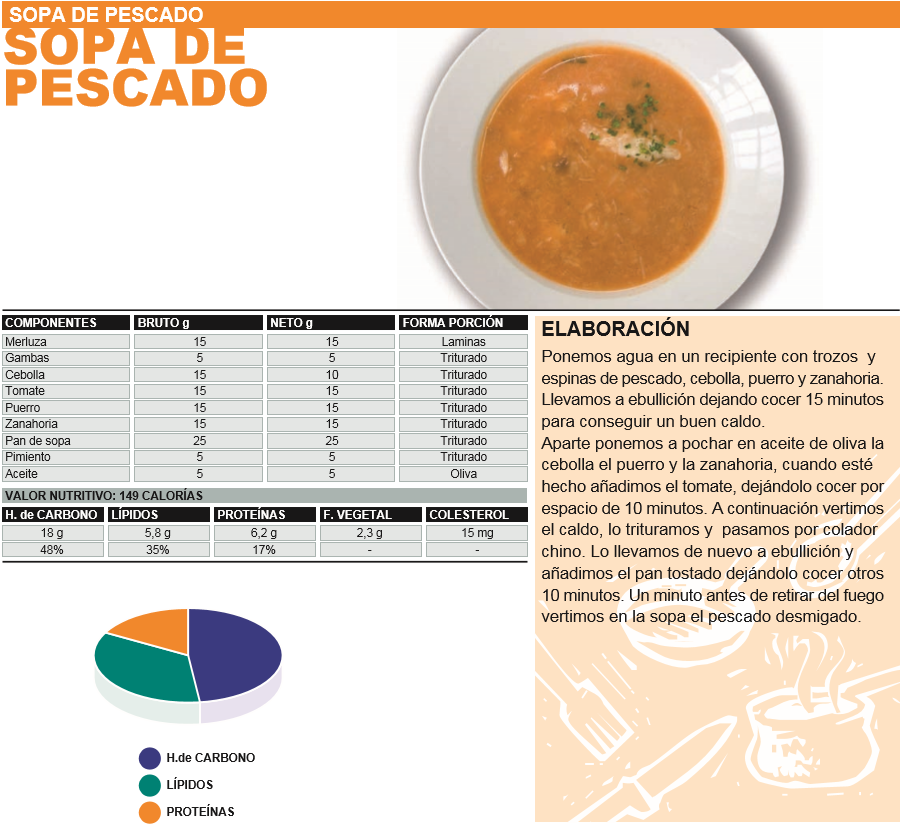 SOPA DE PESCADO
SOPA DE
PESCADO
COMPONENTES BRUTO g NETO g FORMA PORCIÓN
Merluza 15 15 Laminas
Gambas 5 5 Triturado
Cebolla 15 10 Triturado
Tomate 15 15 Triturado
Puerro 15 15 Triturado
Zanahoria 15 15 Triturado
Pan de sopa 25 25 Triturado
Pimiento 5 5 Triturado
Aceite 5 5 Oliva
VALOR NUTRITIVO: 149 CALORÍAS
H. de CARBONO LÍPIDOS PROTEÍNAS F. VEGETAL COLESTEROL
18 g 5,8 g 6,2 g 2,3 g 15 mg
48% 35% 17% - -
H.de CARBONO
LÍPIDOS
PROTEÍNAS
ELABORACIÓN
Ponemos agua en un recipiente con trozos y
espinas de pescado, cebolla, puerro y zanahoria.
Llevamos a ebullición dejando cocer 15 minutos
para conseguir un buen caldo.
Aparte ponemos a pochar en aceite de oliva la
cebolla el puerro y la zanahoria, cuando esté
hecho añadimos el tomate, dejándolo cocer por
espacio de 10 minutos. A continuación vertimos
el caldo, lo trituramos y pasamos por colador
chino. Lo llevamos de nuevo a ebullición y
añadimos el pan tostado dejándolo cocer otros
10 minutos. Un minuto antes de retirar del fuego
vertimos en la sopa el pescado desmigado.